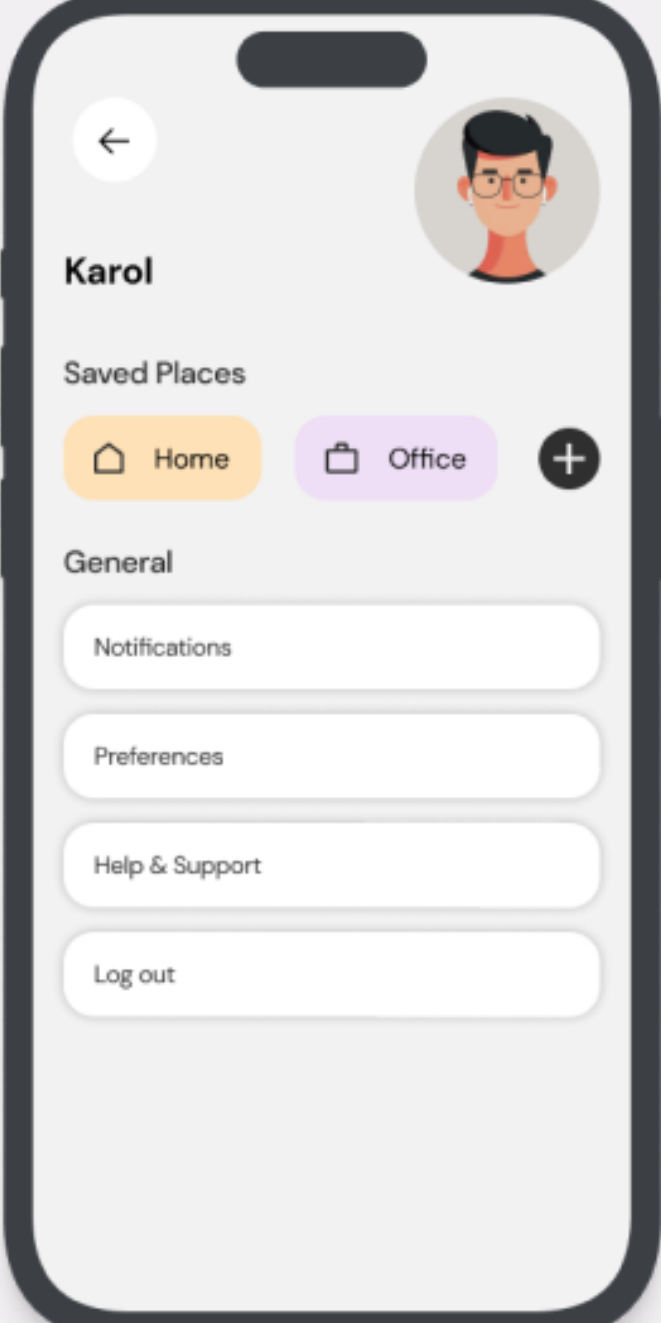 Karol
Saved Places
Home
Office
General
Notifications
Preferences
Help & Support
Log out